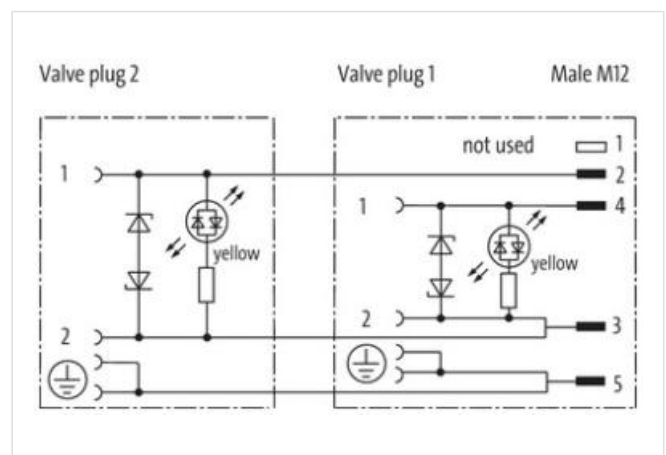 Valve plug 2 Valve plug 1 Male M12
not used 1
1 2
1 4
yellow
yellow
2 3
2
5